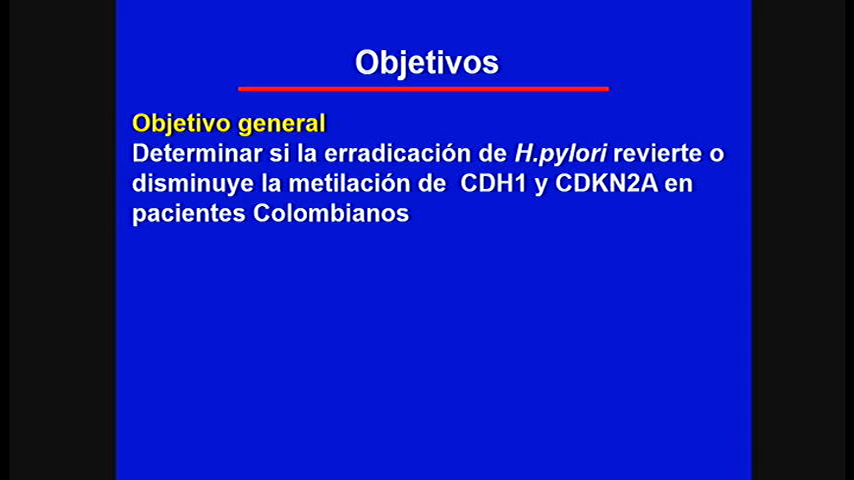 Objetivos
Objetivo general
Determinar si la erradicación de H.pylori revierte o
disminuye la metilación de CDH1 y CDKN2A en
pacientes Colombianos